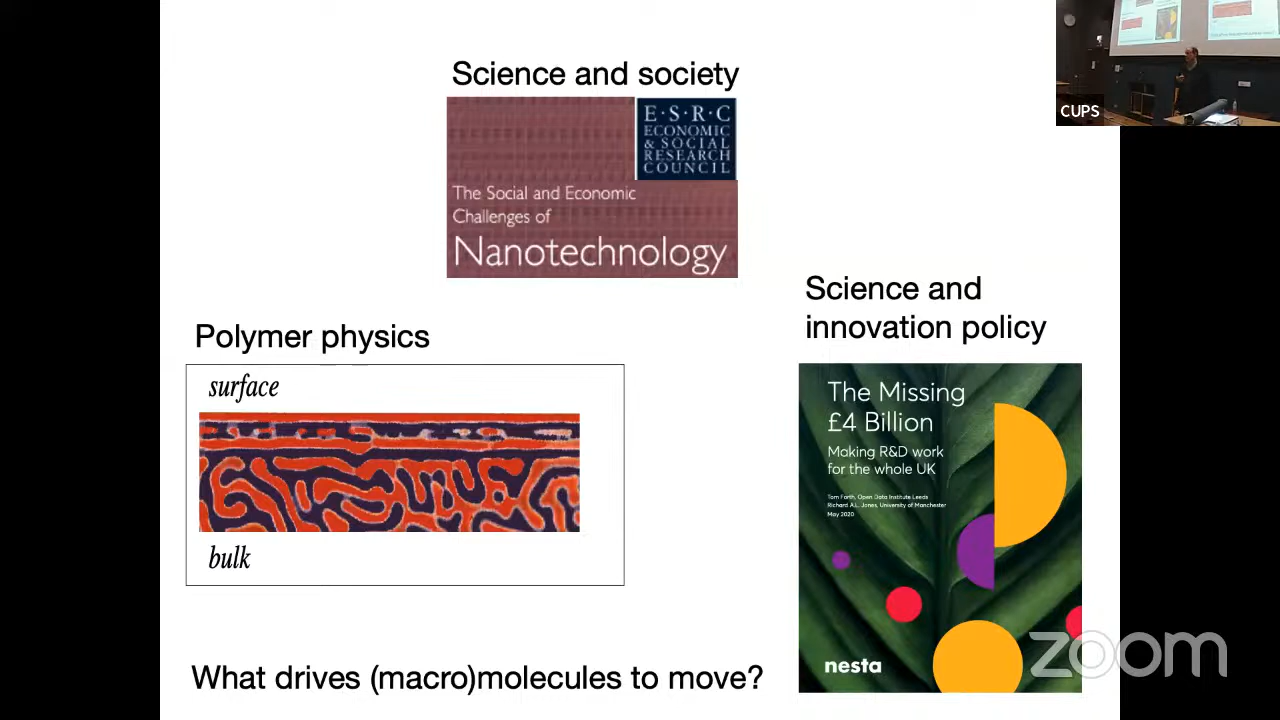 Science and society
E·S·R·C
ECONOMIC
& SOCIAL
RESEARCH
COUNCIL
The Social and Economic
Challenges of
Nanotechnology
CUPS
Science and
innovation policy
Polymer physics
surface
bulk
The Missing
£4 Billion
Making R&D work
for the whole UK
Tom Forth, Open Data Institute Leeds
Richard A.L. Jones, University of Manchester
May 2020
nesta
What drives (macro)molecules to move?
zoom